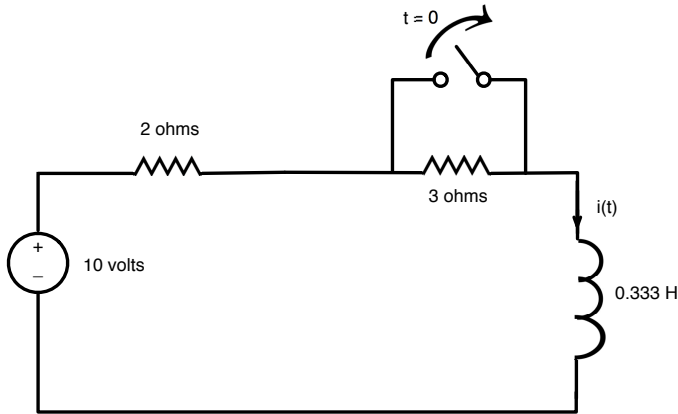 t = 0
2 ohms
3 ohms
i(t)
+
10 volts
–
0.333 H